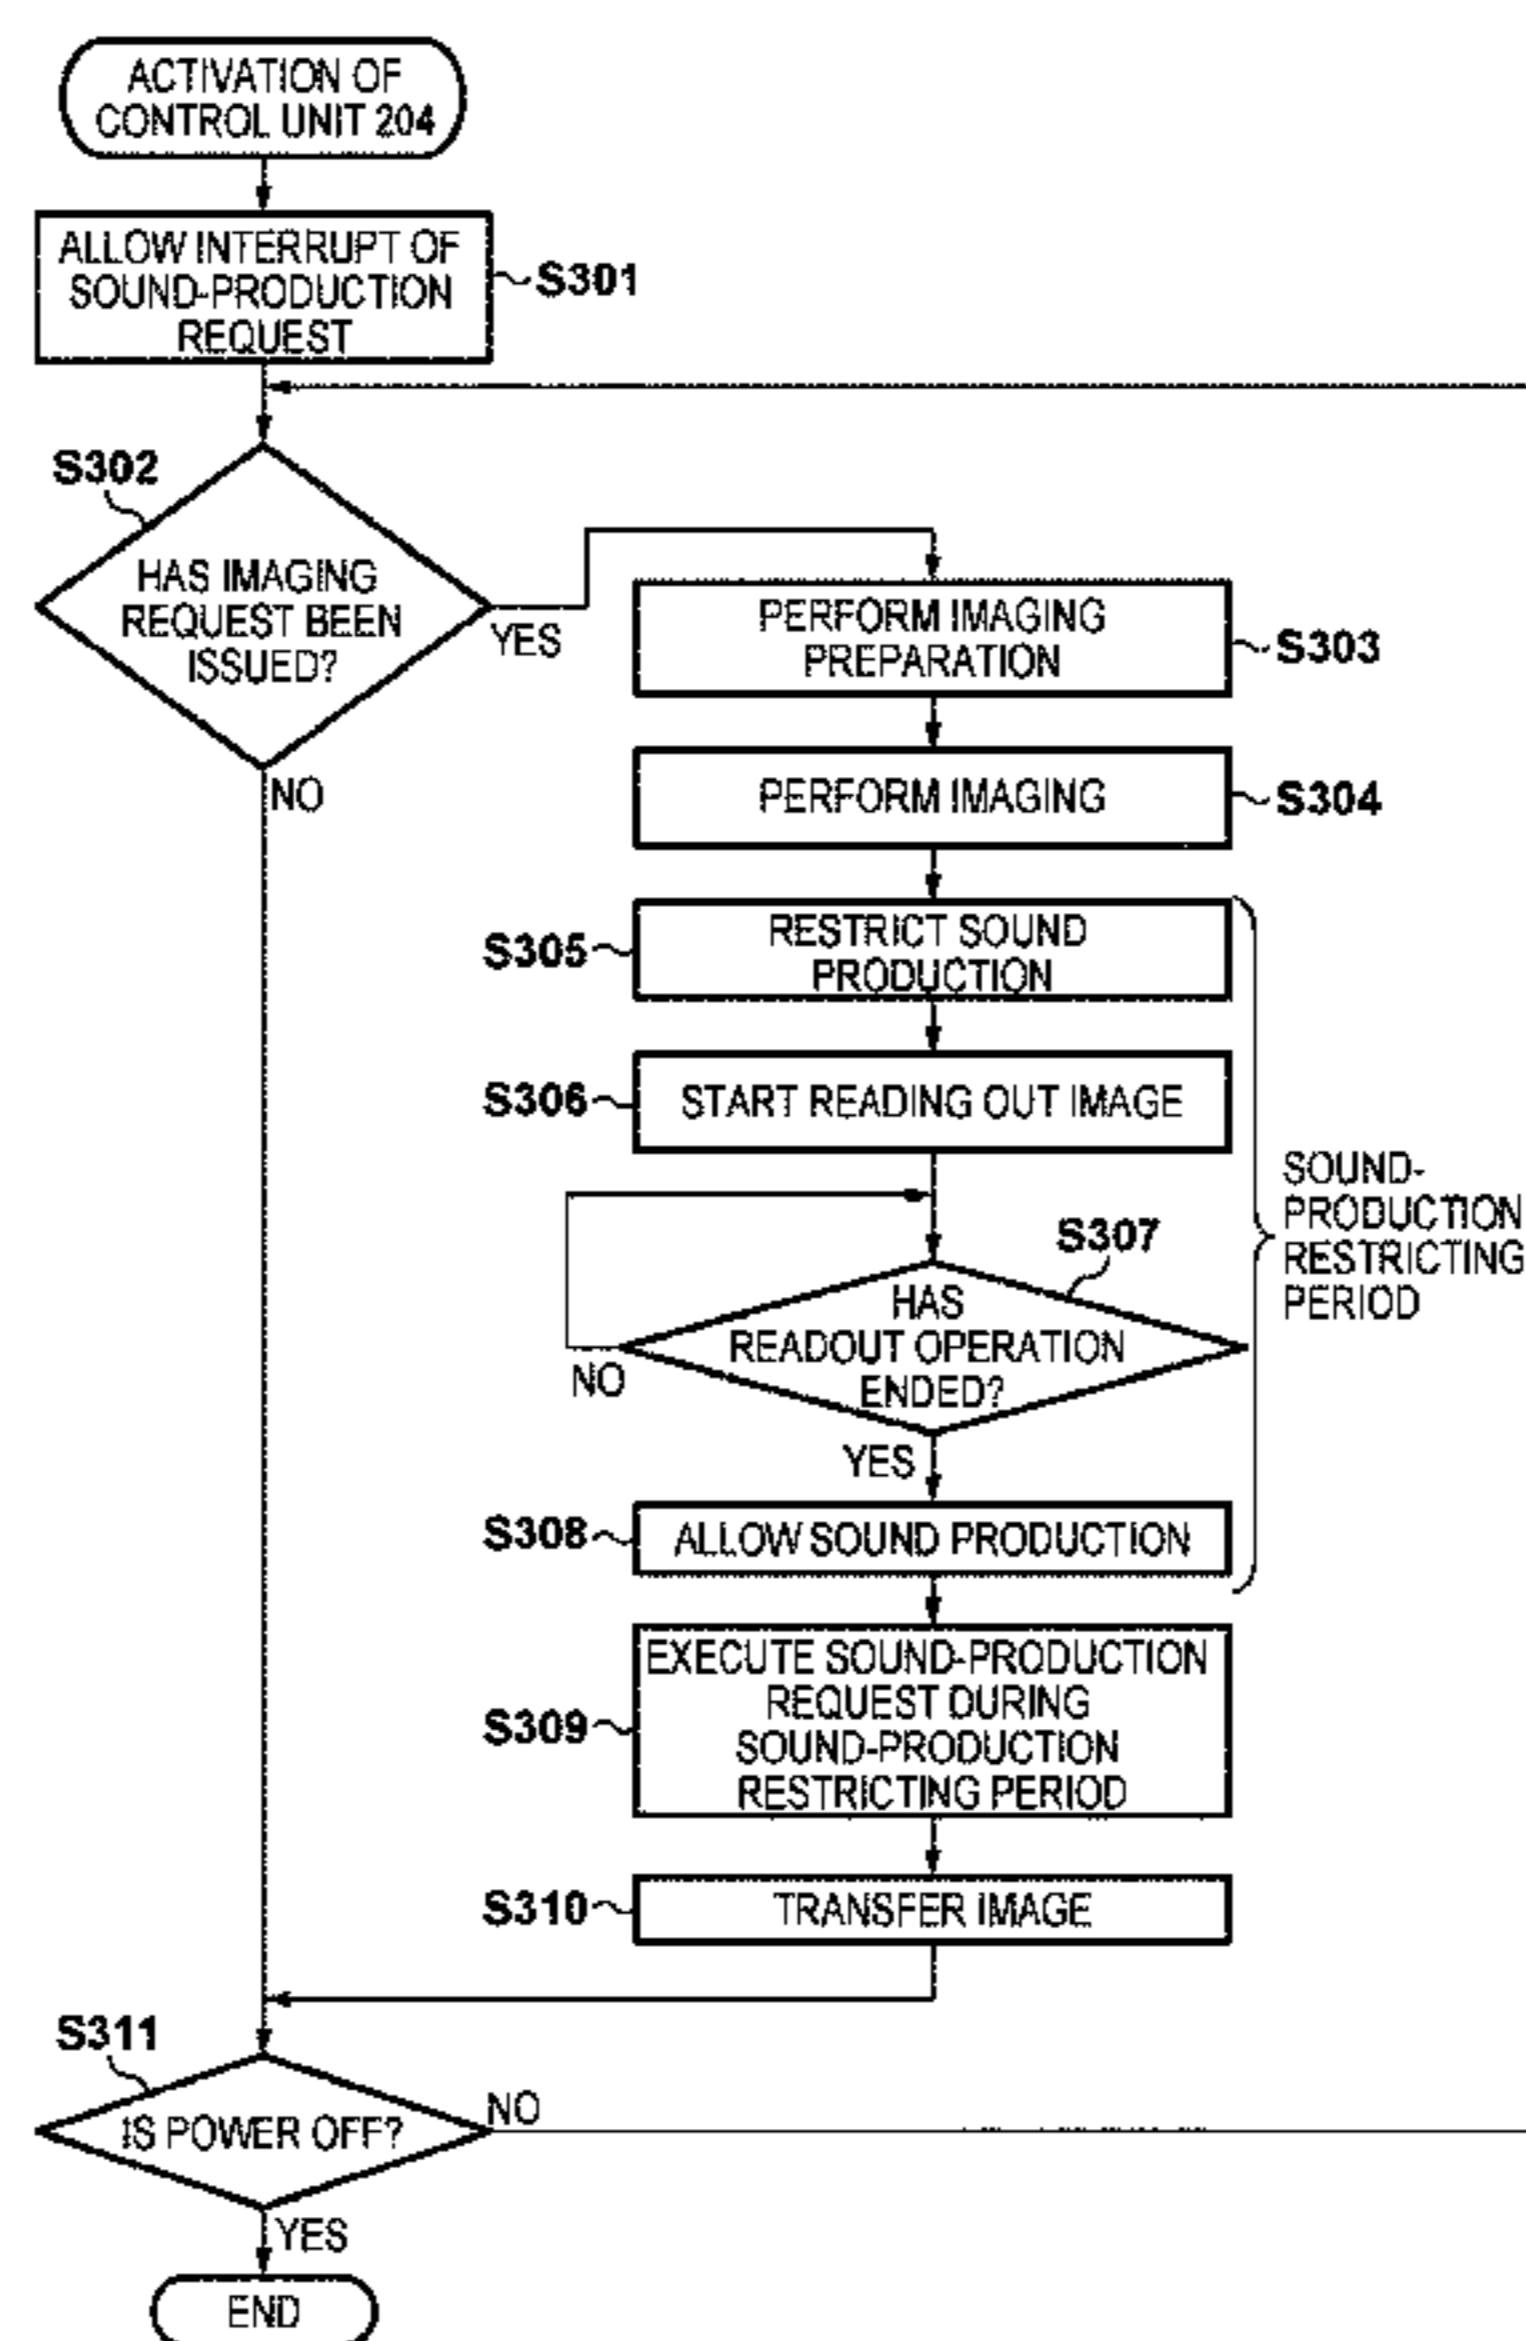 ACTIVATION OF
CONTROL UNIT 204
ALLOW INTERRUPT OF
SOUND-PRODUCTION
REQUEST
S301
S302
HAS IMAGING
REQUEST BEEN
ISSUED?
YES
NO
PERFORM IMAGING
PREPARATION
S303
PERFORM IMAGING
S304
S305
RESTRICT SOUND
PRODUCTION
S306
START READING OUT IMAGE
SOUND-
PRODUCTION
RESTRICTING
PERIOD
S307
HAS
READOUT OPERATION
ENDED?
NO
YES
S308
ALLOW SOUND PRODUCTION
S309
EXECUTE SOUND-PRODUCTION
REQUEST DURING
SOUND-PRODUCTION
RESTRICTING PERIOD
S310
TRANSFER IMAGE
S311
IS POWER OFF?
NO
YES
END